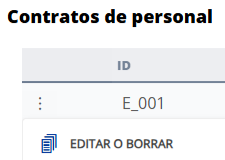 Contratos de personal
ID
E_001
EDITAR O BORRAR